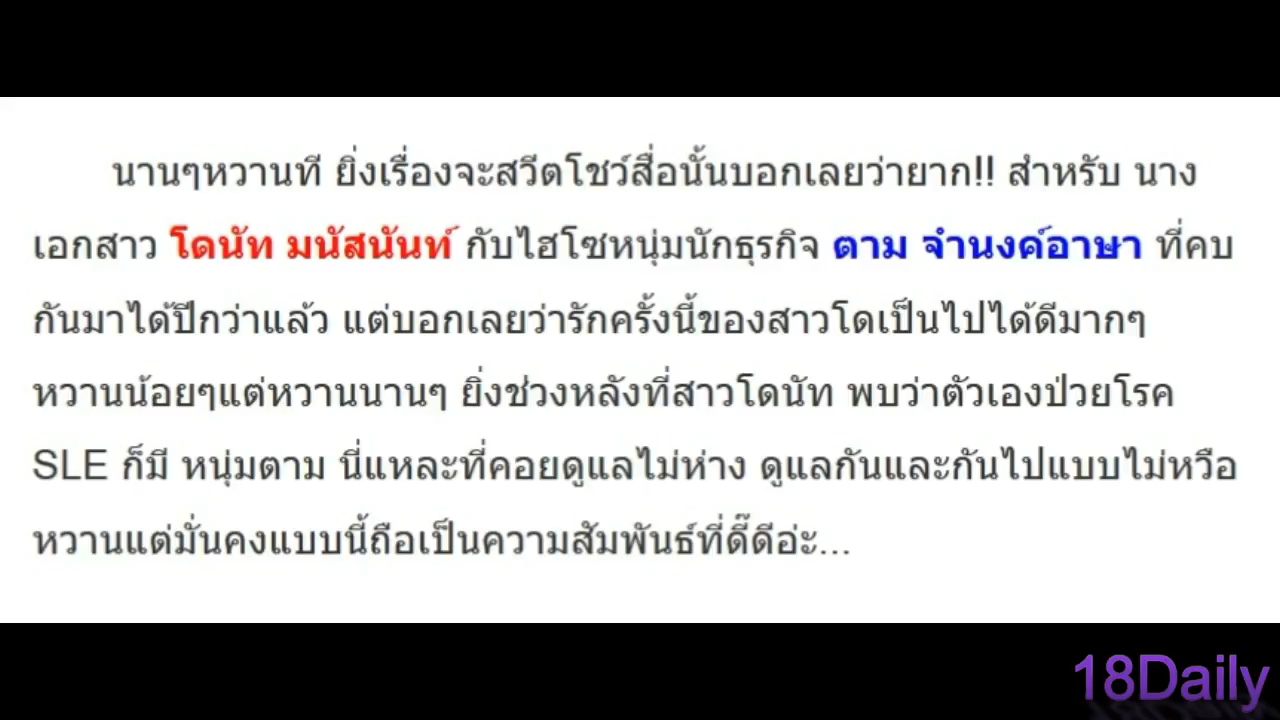 นานๆหวานที ยิ่งเรื่องจะสวีตโชว์สื่อนั้นบอกเลยว่ายาก!! สำหรับ นาง
เอกสาว โดนัท มนัสนันท์ กับไฮโซหนุ่มนักธุรกิจ ตาม จำนงค์อาษา ที่คบ
กันมาได้ปีกว่าแล้ว แต่บอกเลยว่ารักครั้งนี้ของสาวโดเป็นไปได้ดีมากๆ
หวานน้อยๆแต่หวานนานๆ ยิ่งช่วงหลังที่สาวโดนัท พบว่าตัวเองป่วยโรค
SLE ก็มี หนุ่มตาม นี่แหละที่คอยดูแลไม่ห่าง ดูแลกันและกันไปแบบไม่หวือ
หวานแต่มั่นคงแบบนี้ถือเป็นความสัมพันธ์ที่ดี๊ดีอ่ะ...
18Daily